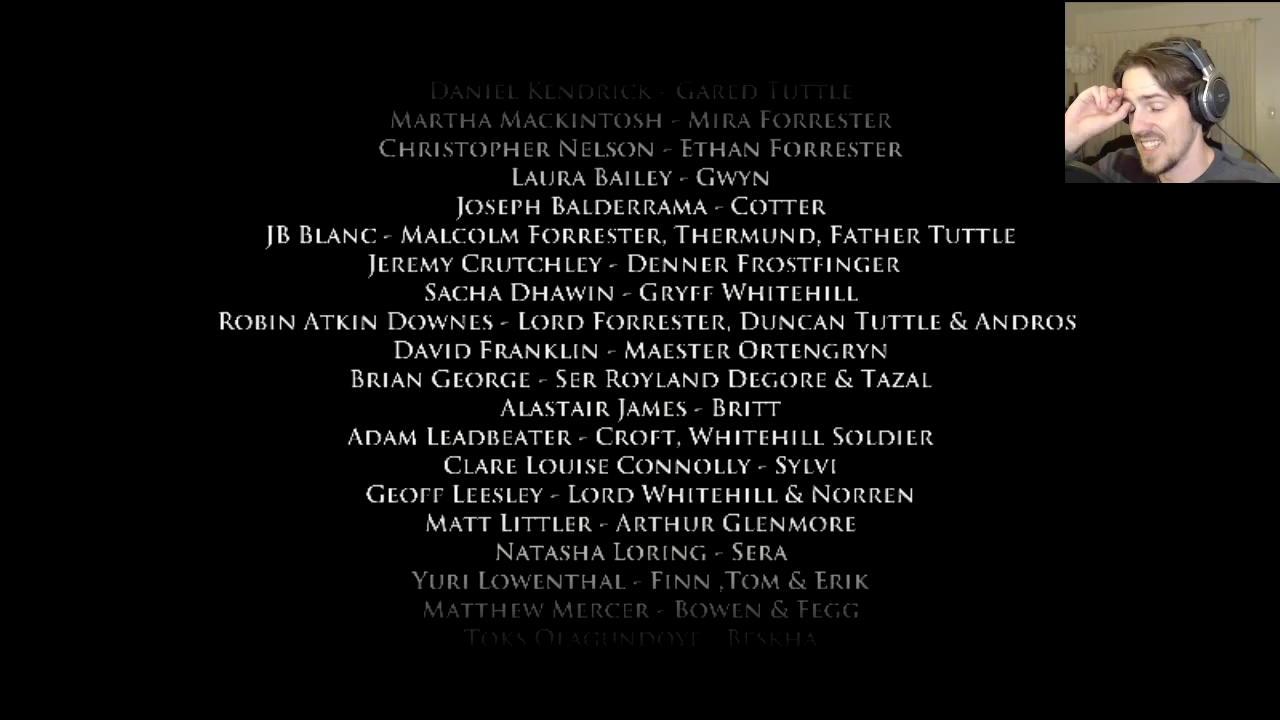 Daniel Kendrick - Gared Tuttle
Martha Mackintosh - Mira Forrester
Christopher Nelson - Ethan Forrester
Laura Bailey - Gwyn
Joseph Balderrama - Cotter
JB Blanc - Malcolm Forrester, Thermund, Father Tuttle
Jeremy Crutchley - Denner Frostfinger
Sacha Dhawin - Gryff Whitehill
Robin Atkin Downes - Lord Forrester, Duncan Tuttle & Andros
David Franklin - Maester Ortengryn
Brian George - Ser Royland Degore & Tazal
Alastair James - Britt
Adam Leadbeater - Croft, Whitehill Soldier
Clare Louise Connolly - Sylvi
Geoff Leesley - Lord Whitehill & Norren
Matt Littler - Arthur Glenmore
Natasha Loring - Sera
Yuri Lowenthal - Finn ,Tom & Erik
Matthew Mercer - Bowen & Fegg
Toks Olagundoye - Beskha